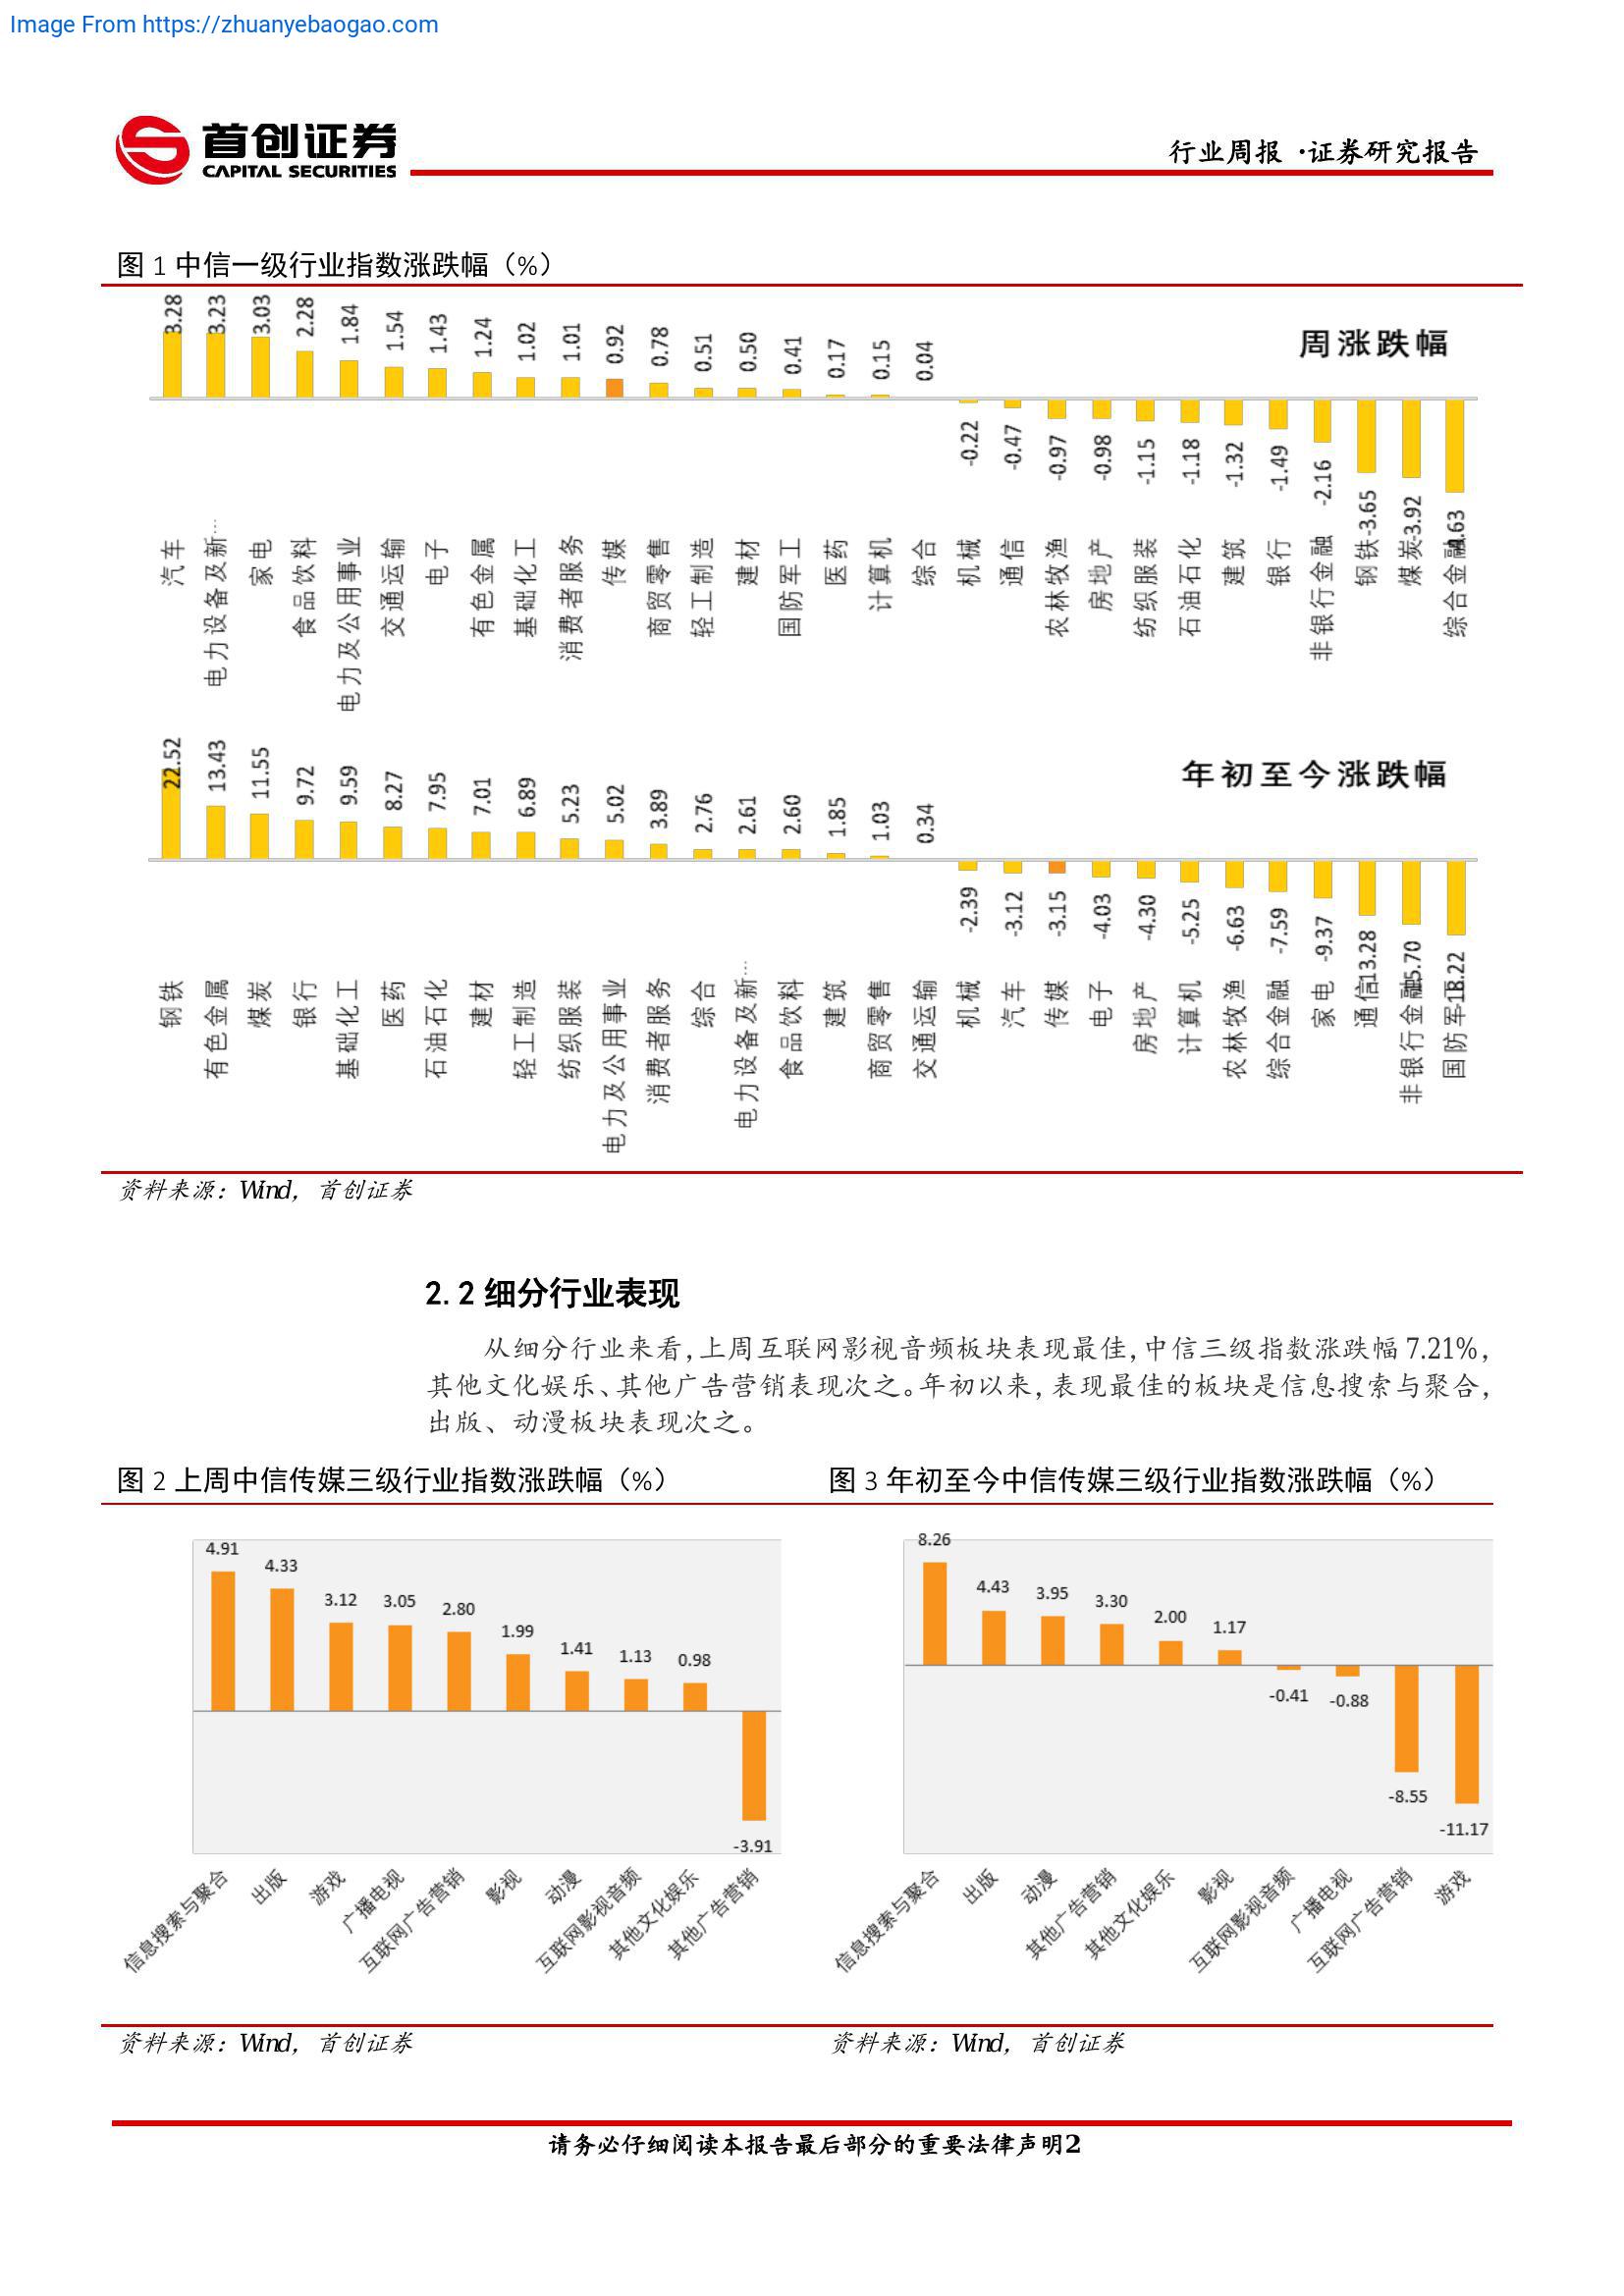 Image From https://zhuanyebaogao.com
首创证券
CAPITAL SECURITIES
行业周报 ·证券研究报告
图 1 中信一级行业指数涨跌幅（%）
周涨跌幅
3.28 3.23 3.03 2.28 1.84 1.54 1.43 1.24 1.02 1.01 0.92 0.78 0.51 0.50 0.41 0.17 0.15 0.04
-0.22 -0.47 -0.97 -0.98 -1.15 -1.18 -1.32 -1.49 -2.16 -3.65 -3.92 .63
汽车 电力设备及新… 家电 食品饮料 电力及公用事业 交通运输 电子 有色金属 基础化工 消费者服务 传媒 商贸零售 轻工制造 建材 国防军工 医药 计算机 综合 机械 通信 农林牧渔 房地产 纺织服装 石油石化 建筑 银行 非银行金融 钢铁 煤炭 综合金融
年初至今涨跌幅
22.52 13.43 11.55 9.72 9.59 8.27 7.95 7.01 6.89 5.23 5.02 3.89 2.76 2.61 2.60 1.85 1.03 0.34
-2.39 -3.12 -3.15 -4.03 -4.30 -5.25 -6.63 -7.59 -9.37 13.28 15.70 -18.22
钢铁 有色金属 煤炭 银行 基础化工 医药 石油石化 建材 轻工制造 纺织服装 电力及公用事业 消费者服务 综合 电力设备及新… 食品饮料 建筑 商贸零售 交通运输 机械 汽车 传媒 电子 房地产 计算机 农林牧渔 综合金融 家电 通信 非银行金融 国防军
资料来源：Wind，首创证券
2.2 细分行业表现
从细分行业来看，上周互联网影视音频板块表现最佳，中信三级指数涨跌幅 7.21%，
其他文化娱乐、其他广告营销表现次之。年初以来，表现最佳的板块是信息搜索与聚合，
出版、动漫板块表现次之。
图 2 上周中信传媒三级行业指数涨跌幅（%）
4.91 4.33 3.12 3.05 2.80 1.99 1.41 1.13 0.98 -3.91
信息搜索与聚合 出版 游戏 广播电视 互联网广告营销 影视 动漫 互联网影视音频 其他文化娱乐 其他广告营销
资料来源：Wind，首创证券
图 3 年初至今中信传媒三级行业指数涨跌幅（%）
8.26 4.43 3.95 3.30 2.00 1.17 -0.41 -0.88 -8.55 -11.17
信息搜索与聚合 出版 动漫 其他广告营销 其他文化娱乐 影视 互联网影视音频 广播电视 互联网广告营销 游戏
资料来源：Wind，首创证券
请务必仔细阅读本报告最后部分的重要法律声明2